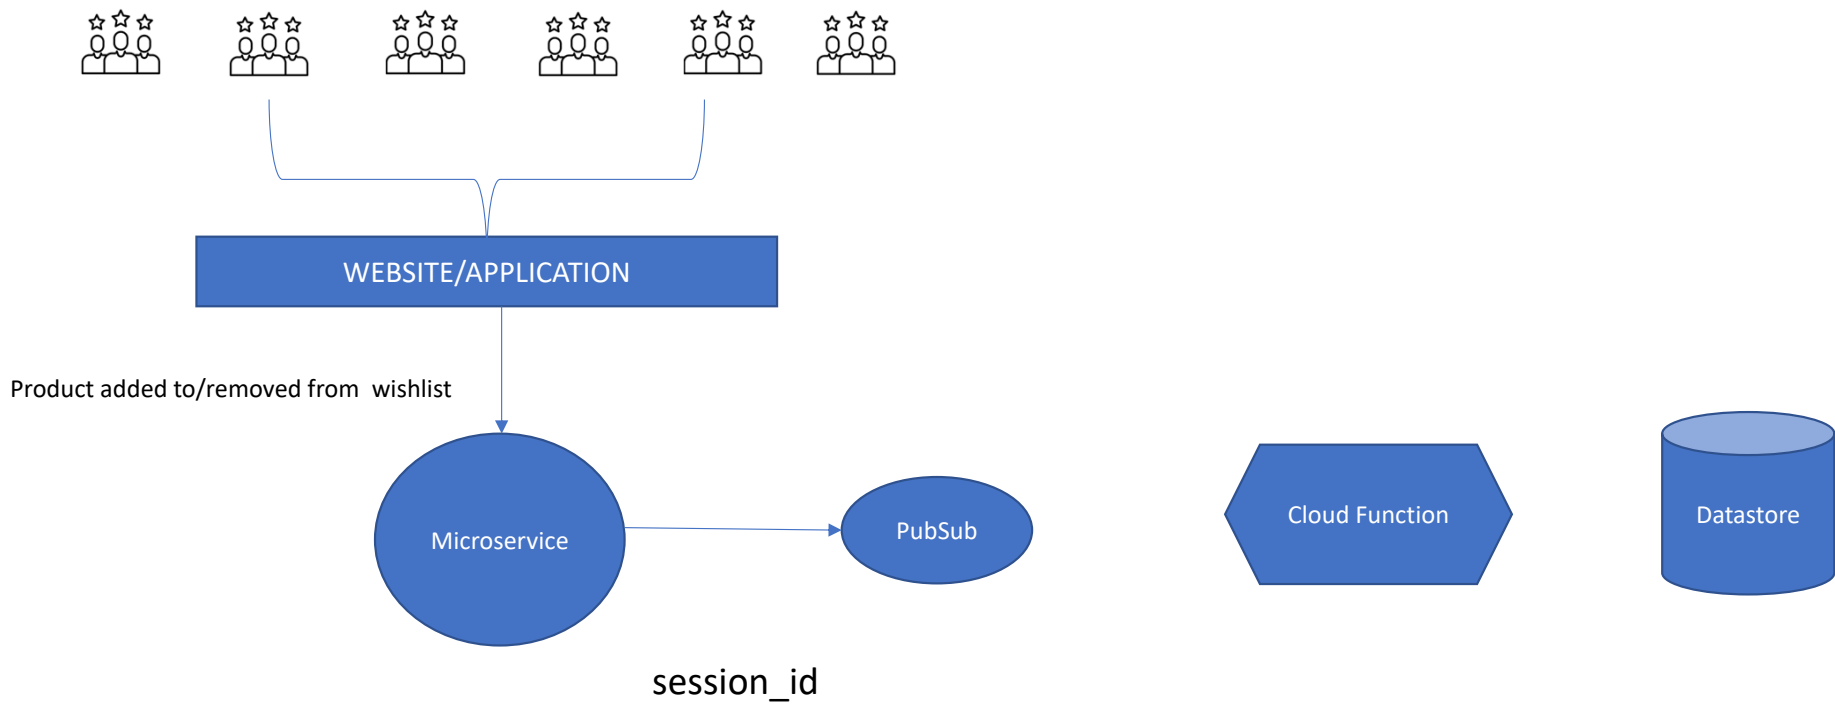 WEBSITE/APPLICATION
Product added to/removed from  wishlist
Microservice
PubSub
Cloud Function
Datastore
session_id